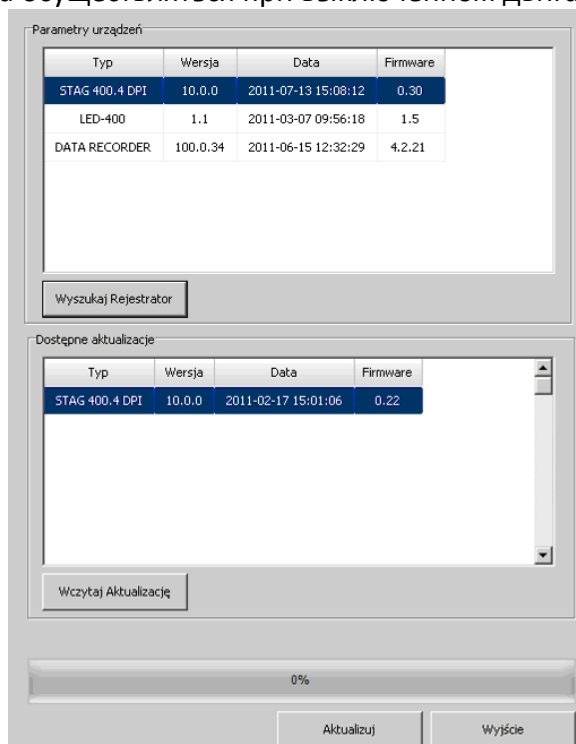 осуществляться при выключенном
Parametry urządzeń
Typ Wersja Data Firmware
STAG 400.4 DPI 10.0.0 2011-07-13 15:08:12 0.30
LED-400 1.1 2011-03-07 09:56:18 1.5
DATA RECORDER 100.0.34 2011-06-15 12:32:29 4.2.21
Wyszukaj Rejestrator
Dostępne aktualizacje
Typ Wersja Data Firmware
STAG 400.4 DPI 10.0.0 2011-02-17 15:01:06 0.22
Wczytaj Aktualizację
0%
Aktualizuj Wyjście